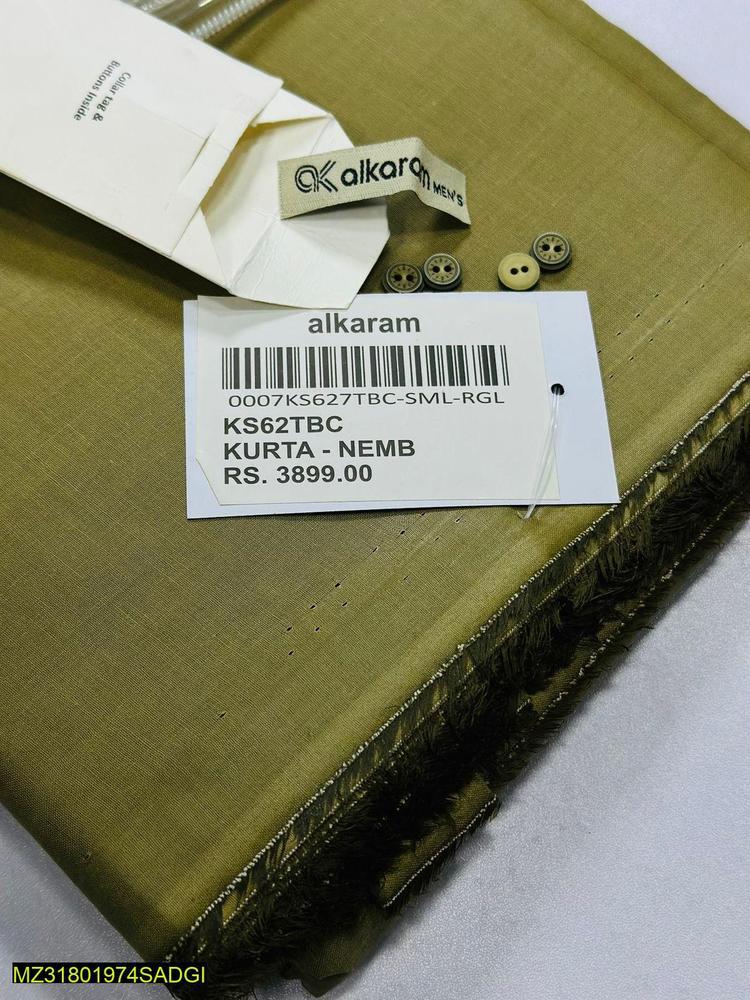 Collar tag &
Buttons Inside
alkaram MEN'S
alkaram
0007KS627TBC-SML-RGL
KS62TBC
KURTA - NEMB
RS. 3899.00
MZ31801974SADGI